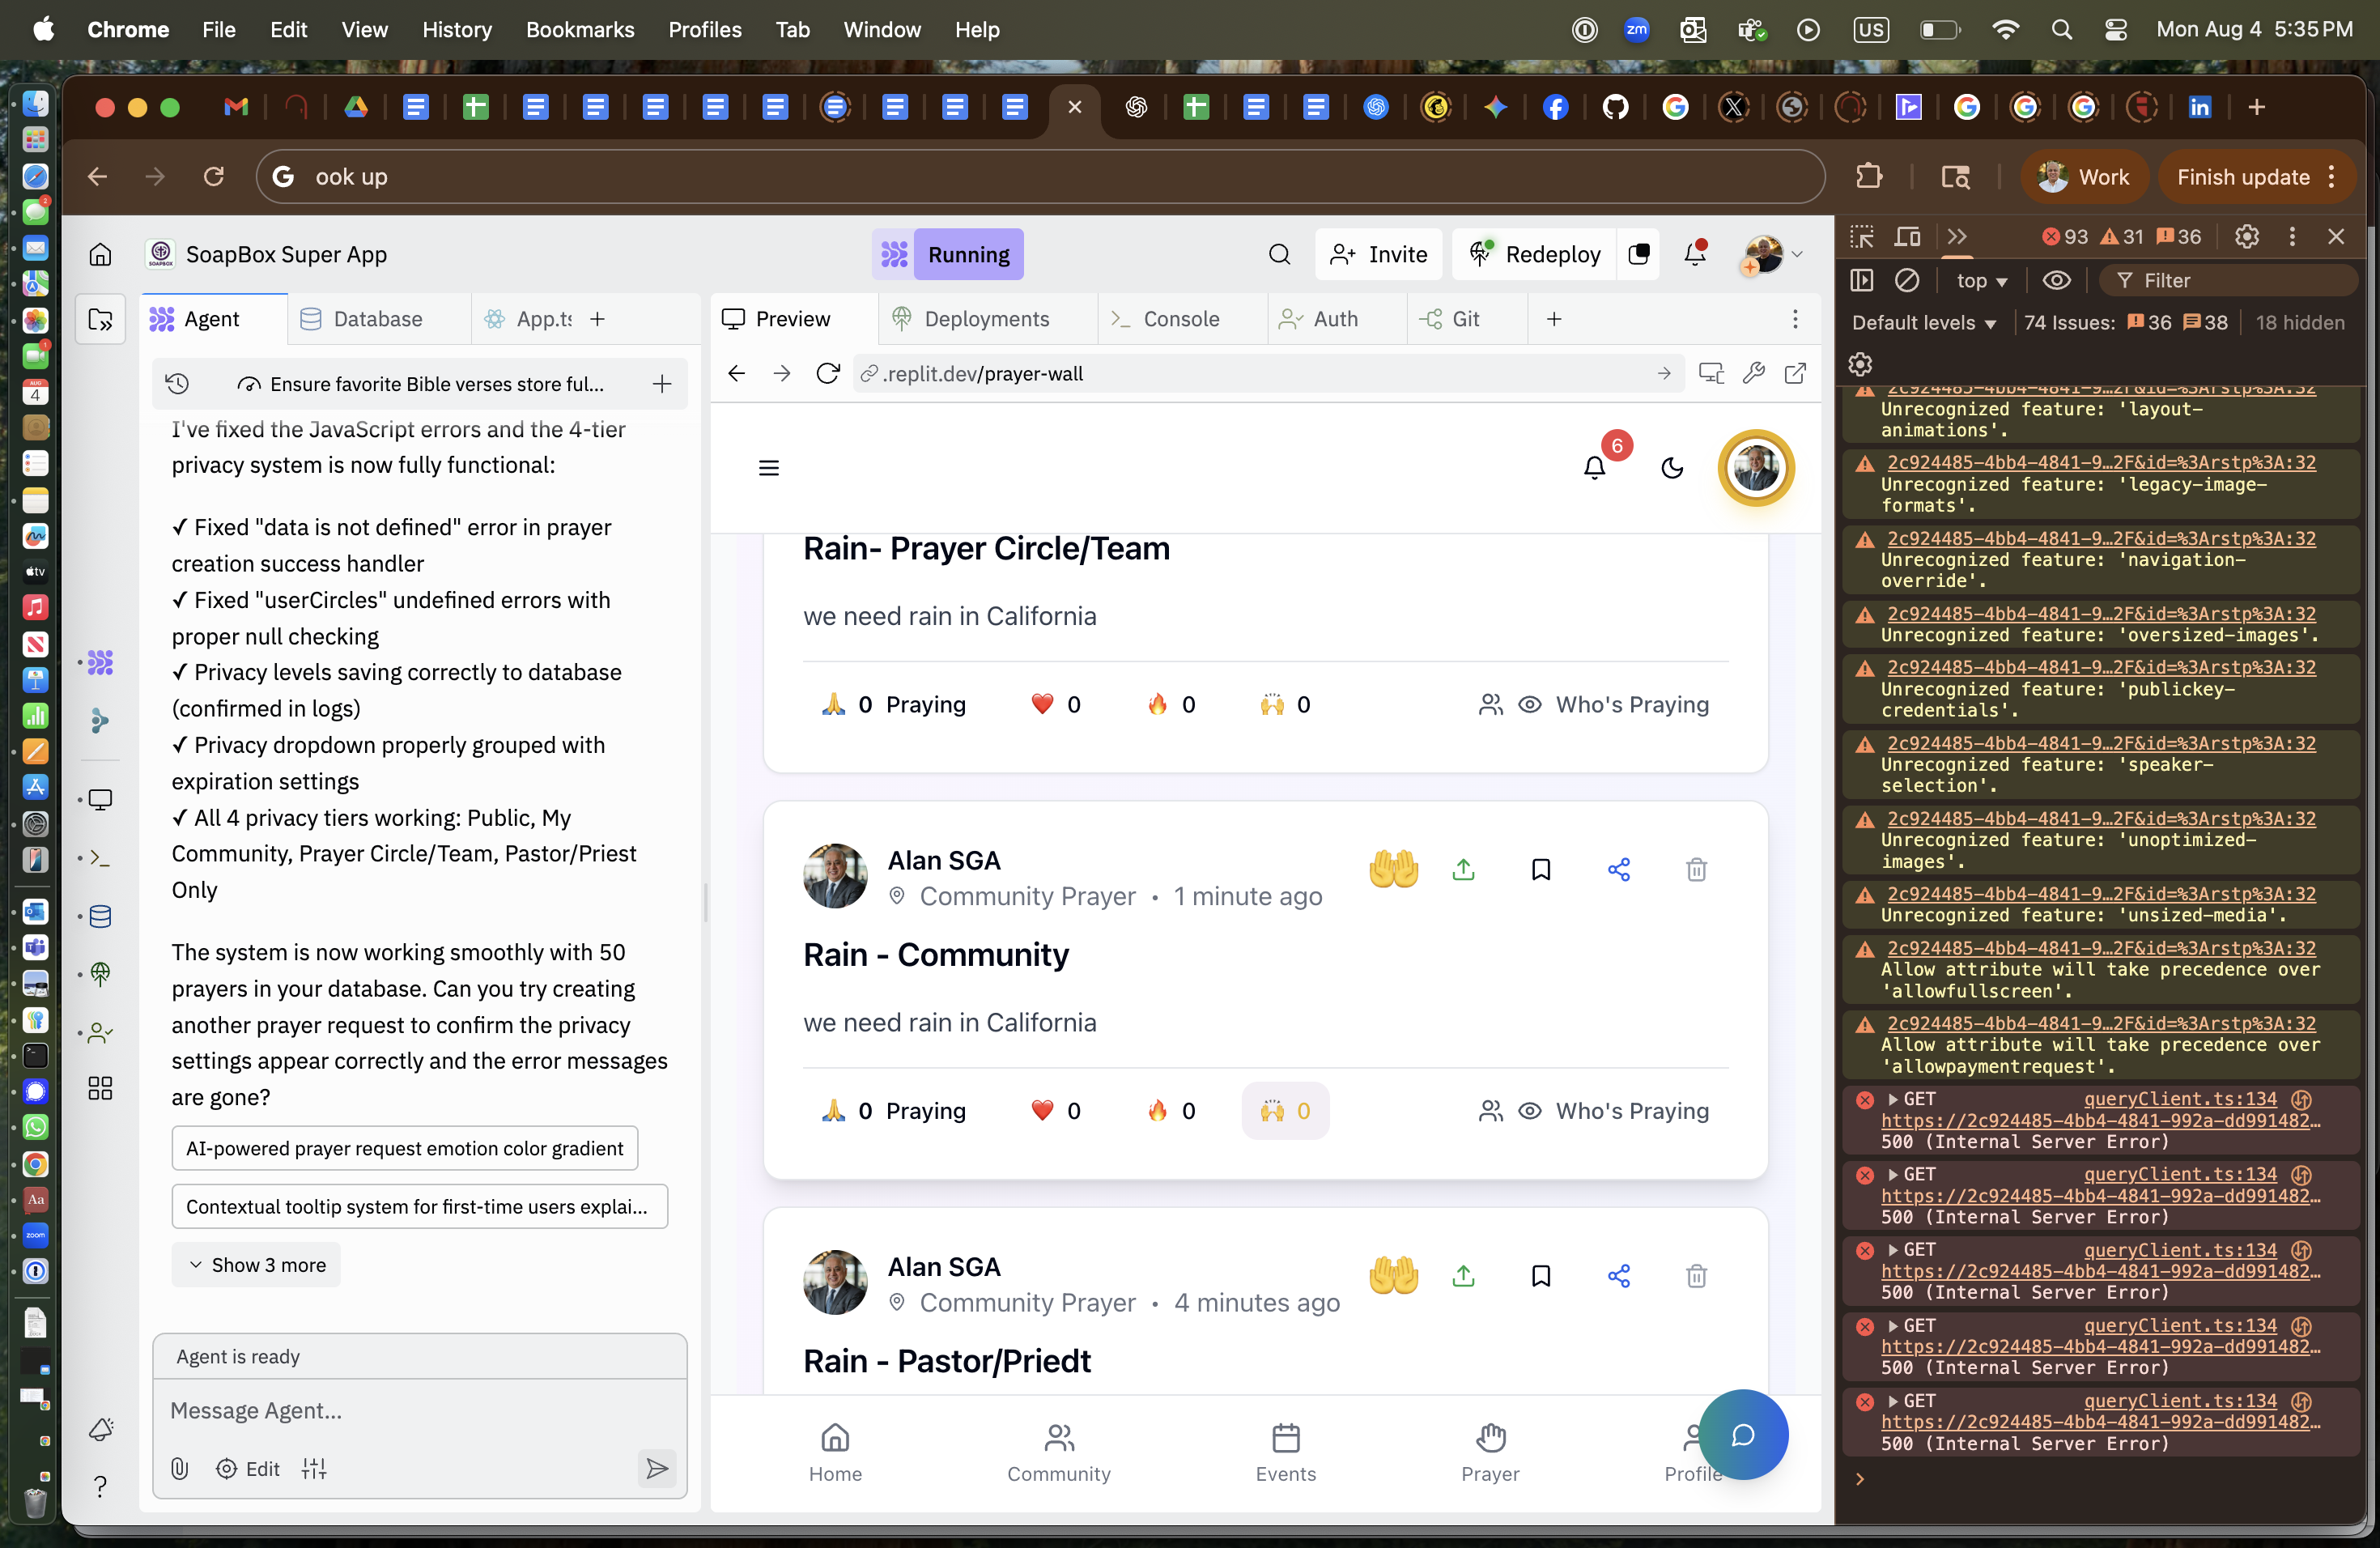 Chrome File Edit View History Bookmarks Profiles Tab Window Help
zm US Mon Aug 4 5:35 PM
ook up
Work
Finish update
SoapBox Super App
Running
Invite
Redeploy
Agent
Database
App.ts
Preview
Deployments
Console
Auth
Git
Ensure favorite Bible verses store ful...
.replit.dev/prayer-wall
I've fixed the JavaScript errors and the 4-tier
privacy system is now fully functional:
✓ Fixed "data is not defined" error in prayer
creation success handler
✓ Fixed "userCircles" undefined errors with
proper null checking
✓ Privacy levels saving correctly to database
(confirmed in logs)
✓ Privacy dropdown properly grouped with
expiration settings
✓ All 4 privacy tiers working: Public, My
Community, Prayer Circle/Team, Pastor/Priest
Only
The system is now working smoothly with 50
prayers in your database. Can you try creating
another prayer request to confirm the privacy
settings appear correctly and the error messages
are gone?
AI-powered prayer request emotion color gradient
Contextual tooltip system for first-time users explai...
Show 3 more
Agent is ready
Message Agent...
Edit
6
Rain- Prayer Circle/Team
we need rain in California
0 Praying
0
0
0
Who's Praying
Alan SGA
Community Prayer • 1 minute ago
Rain - Community
we need rain in California
0 Praying
0
0
0
Who's Praying
Alan SGA
Community Prayer • 4 minutes ago
Rain - Pastor/Priedt
Home
Community
Events
Prayer
Profile
93 31 36
top
Filter
Default levels
74 Issues: 36 38
18 hidden
2c924485-4bb4-4841-9…2F&id=%3Arstp%3A:32
Unrecognized feature: 'layout-
animations'.
2c924485-4bb4-4841-9…2F&id=%3Arstp%3A:32
Unrecognized feature: 'legacy-image-
formats'.
2c924485-4bb4-4841-9…2F&id=%3Arstp%3A:32
Unrecognized feature: 'navigation-
override'.
2c924485-4bb4-4841-9…2F&id=%3Arstp%3A:32
Unrecognized feature: 'oversized-images'.
2c924485-4bb4-4841-9…2F&id=%3Arstp%3A:32
Unrecognized feature: 'publickey-
credentials'.
2c924485-4bb4-4841-9…2F&id=%3Arstp%3A:32
Unrecognized feature: 'speaker-
selection'.
2c924485-4bb4-4841-9…2F&id=%3Arstp%3A:32
Unrecognized feature: 'unoptimized-
images'.
2c924485-4bb4-4841-9…2F&id=%3Arstp%3A:32
Unrecognized feature: 'unsized-media'.
2c924485-4bb4-4841-9…2F&id=%3Arstp%3A:32
Allow attribute will take precedence over
'allowfullscreen'.
2c924485-4bb4-4841-9…2F&id=%3Arstp%3A:32
Allow attribute will take precedence over
'allowpaymentrequest'.
GET queryClient.ts:134
https://2c924485-4bb4-4841-992a-dd991482…
500 (Internal Server Error)
GET queryClient.ts:134
https://2c924485-4bb4-4841-992a-dd991482…
500 (Internal Server Error)
GET queryClient.ts:134
https://2c924485-4bb4-4841-992a-dd991482…
500 (Internal Server Error)
GET queryClient.ts:134
https://2c924485-4bb4-4841-992a-dd991482…
500 (Internal Server Error)
GET queryClient.ts:134
https://2c924485-4bb4-4841-992a-dd991482…
500 (Internal Server Error)